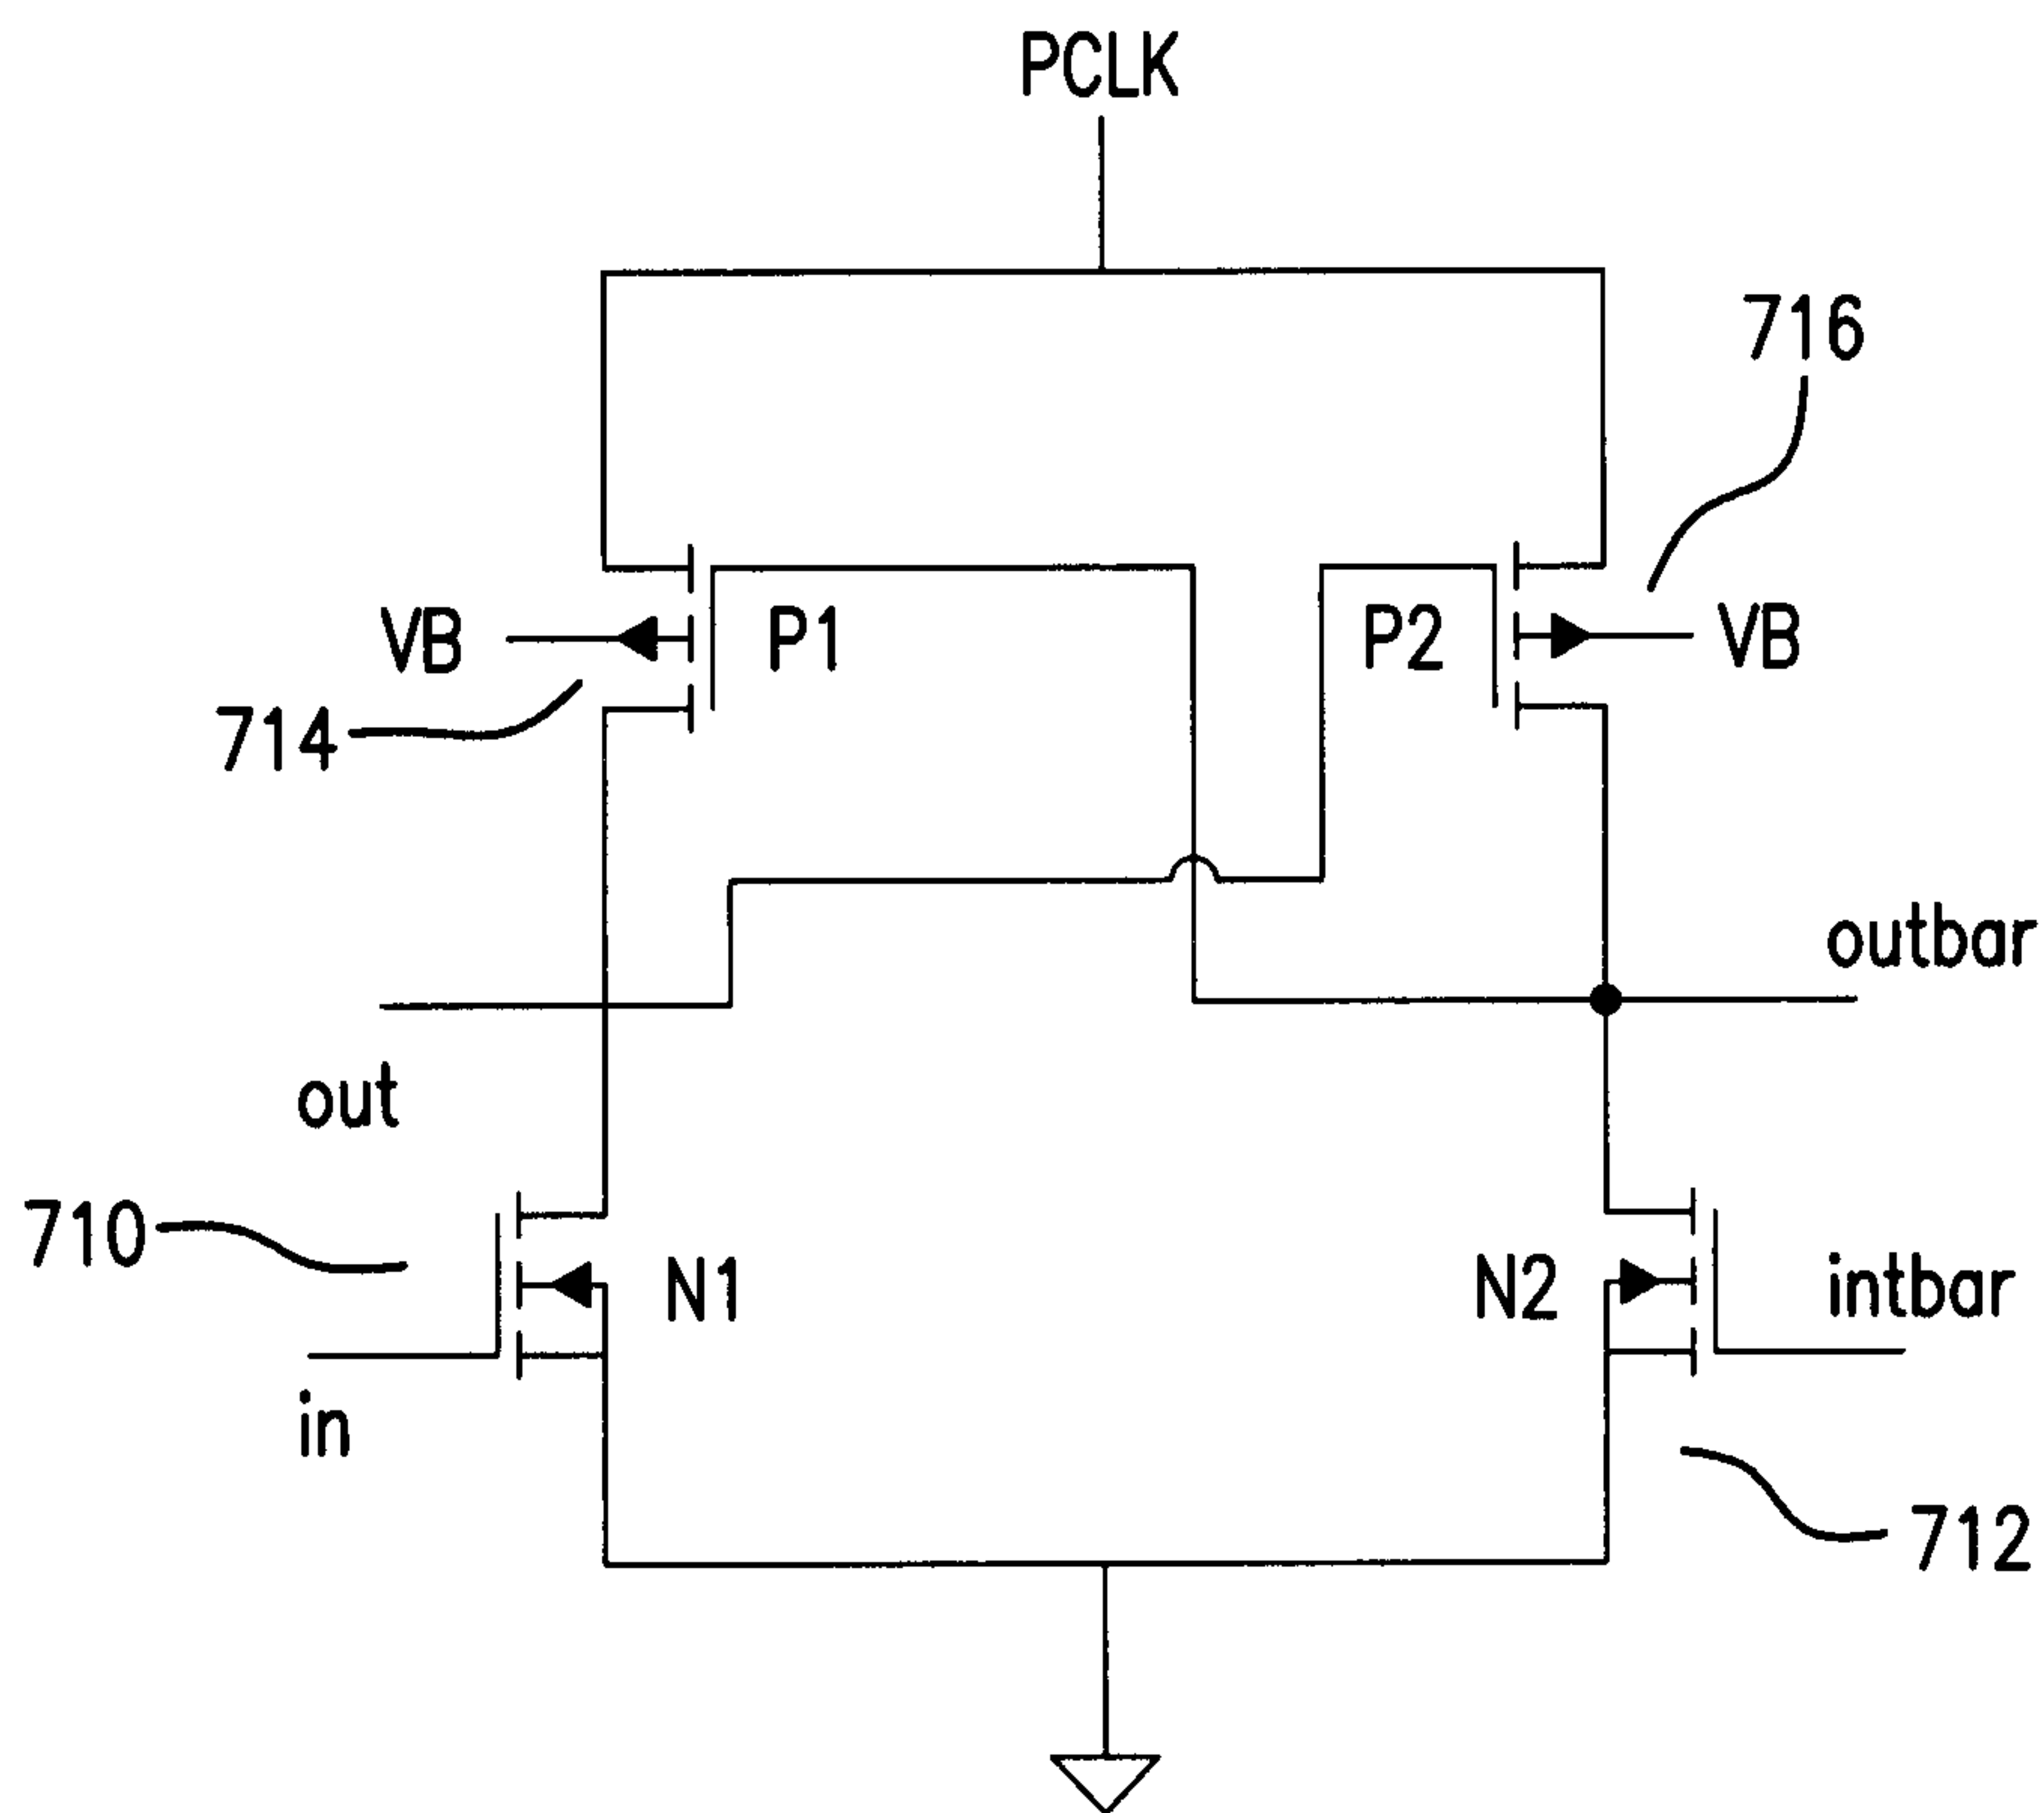 PCLK
716
VB
P1
P2
VB
714
outbar
out
710
N1
N2
intbar
in
712